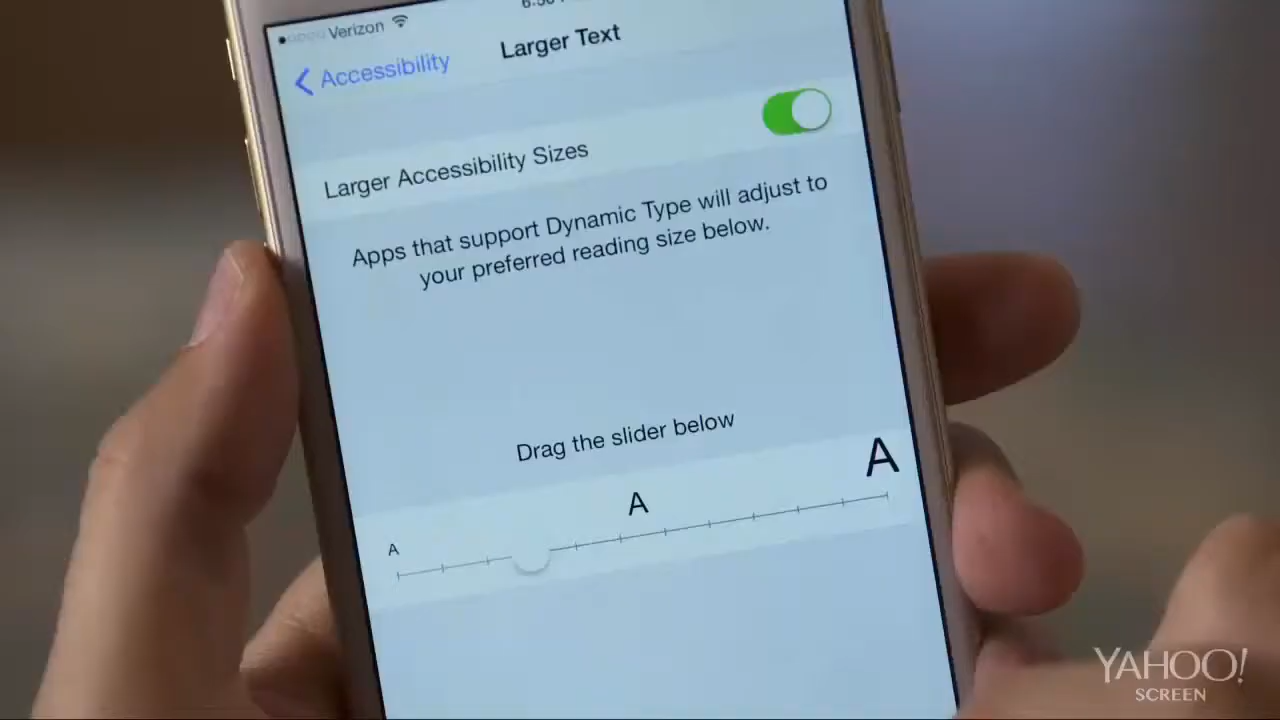 Verizon
Accessibility
Larger Text
Larger Accessibility Sizes
Apps that support Dynamic Type will adjust to
your preferred reading size below.
Drag the slider below
A
A
A
YAHOO!
SCREEN